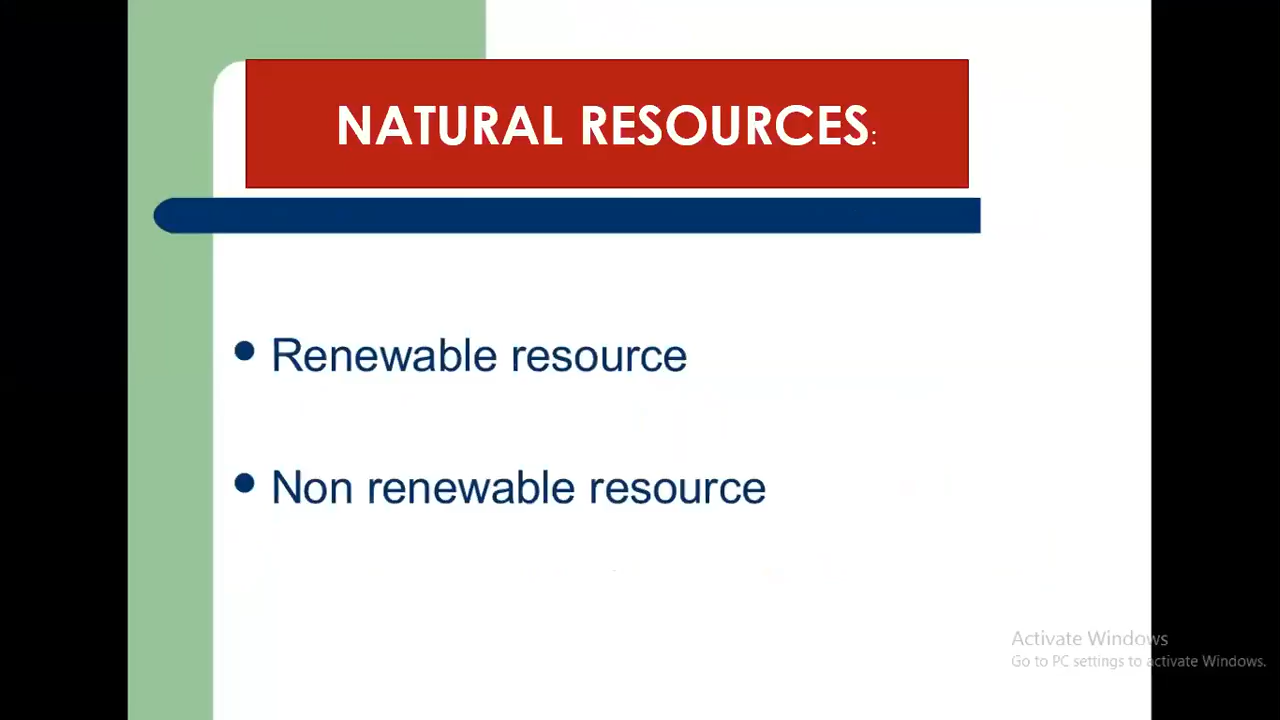 NATURAL RESOURCES:
Renewable resource
Non renewable resource
Activate Windows
Go to PC settings to activate Windows.